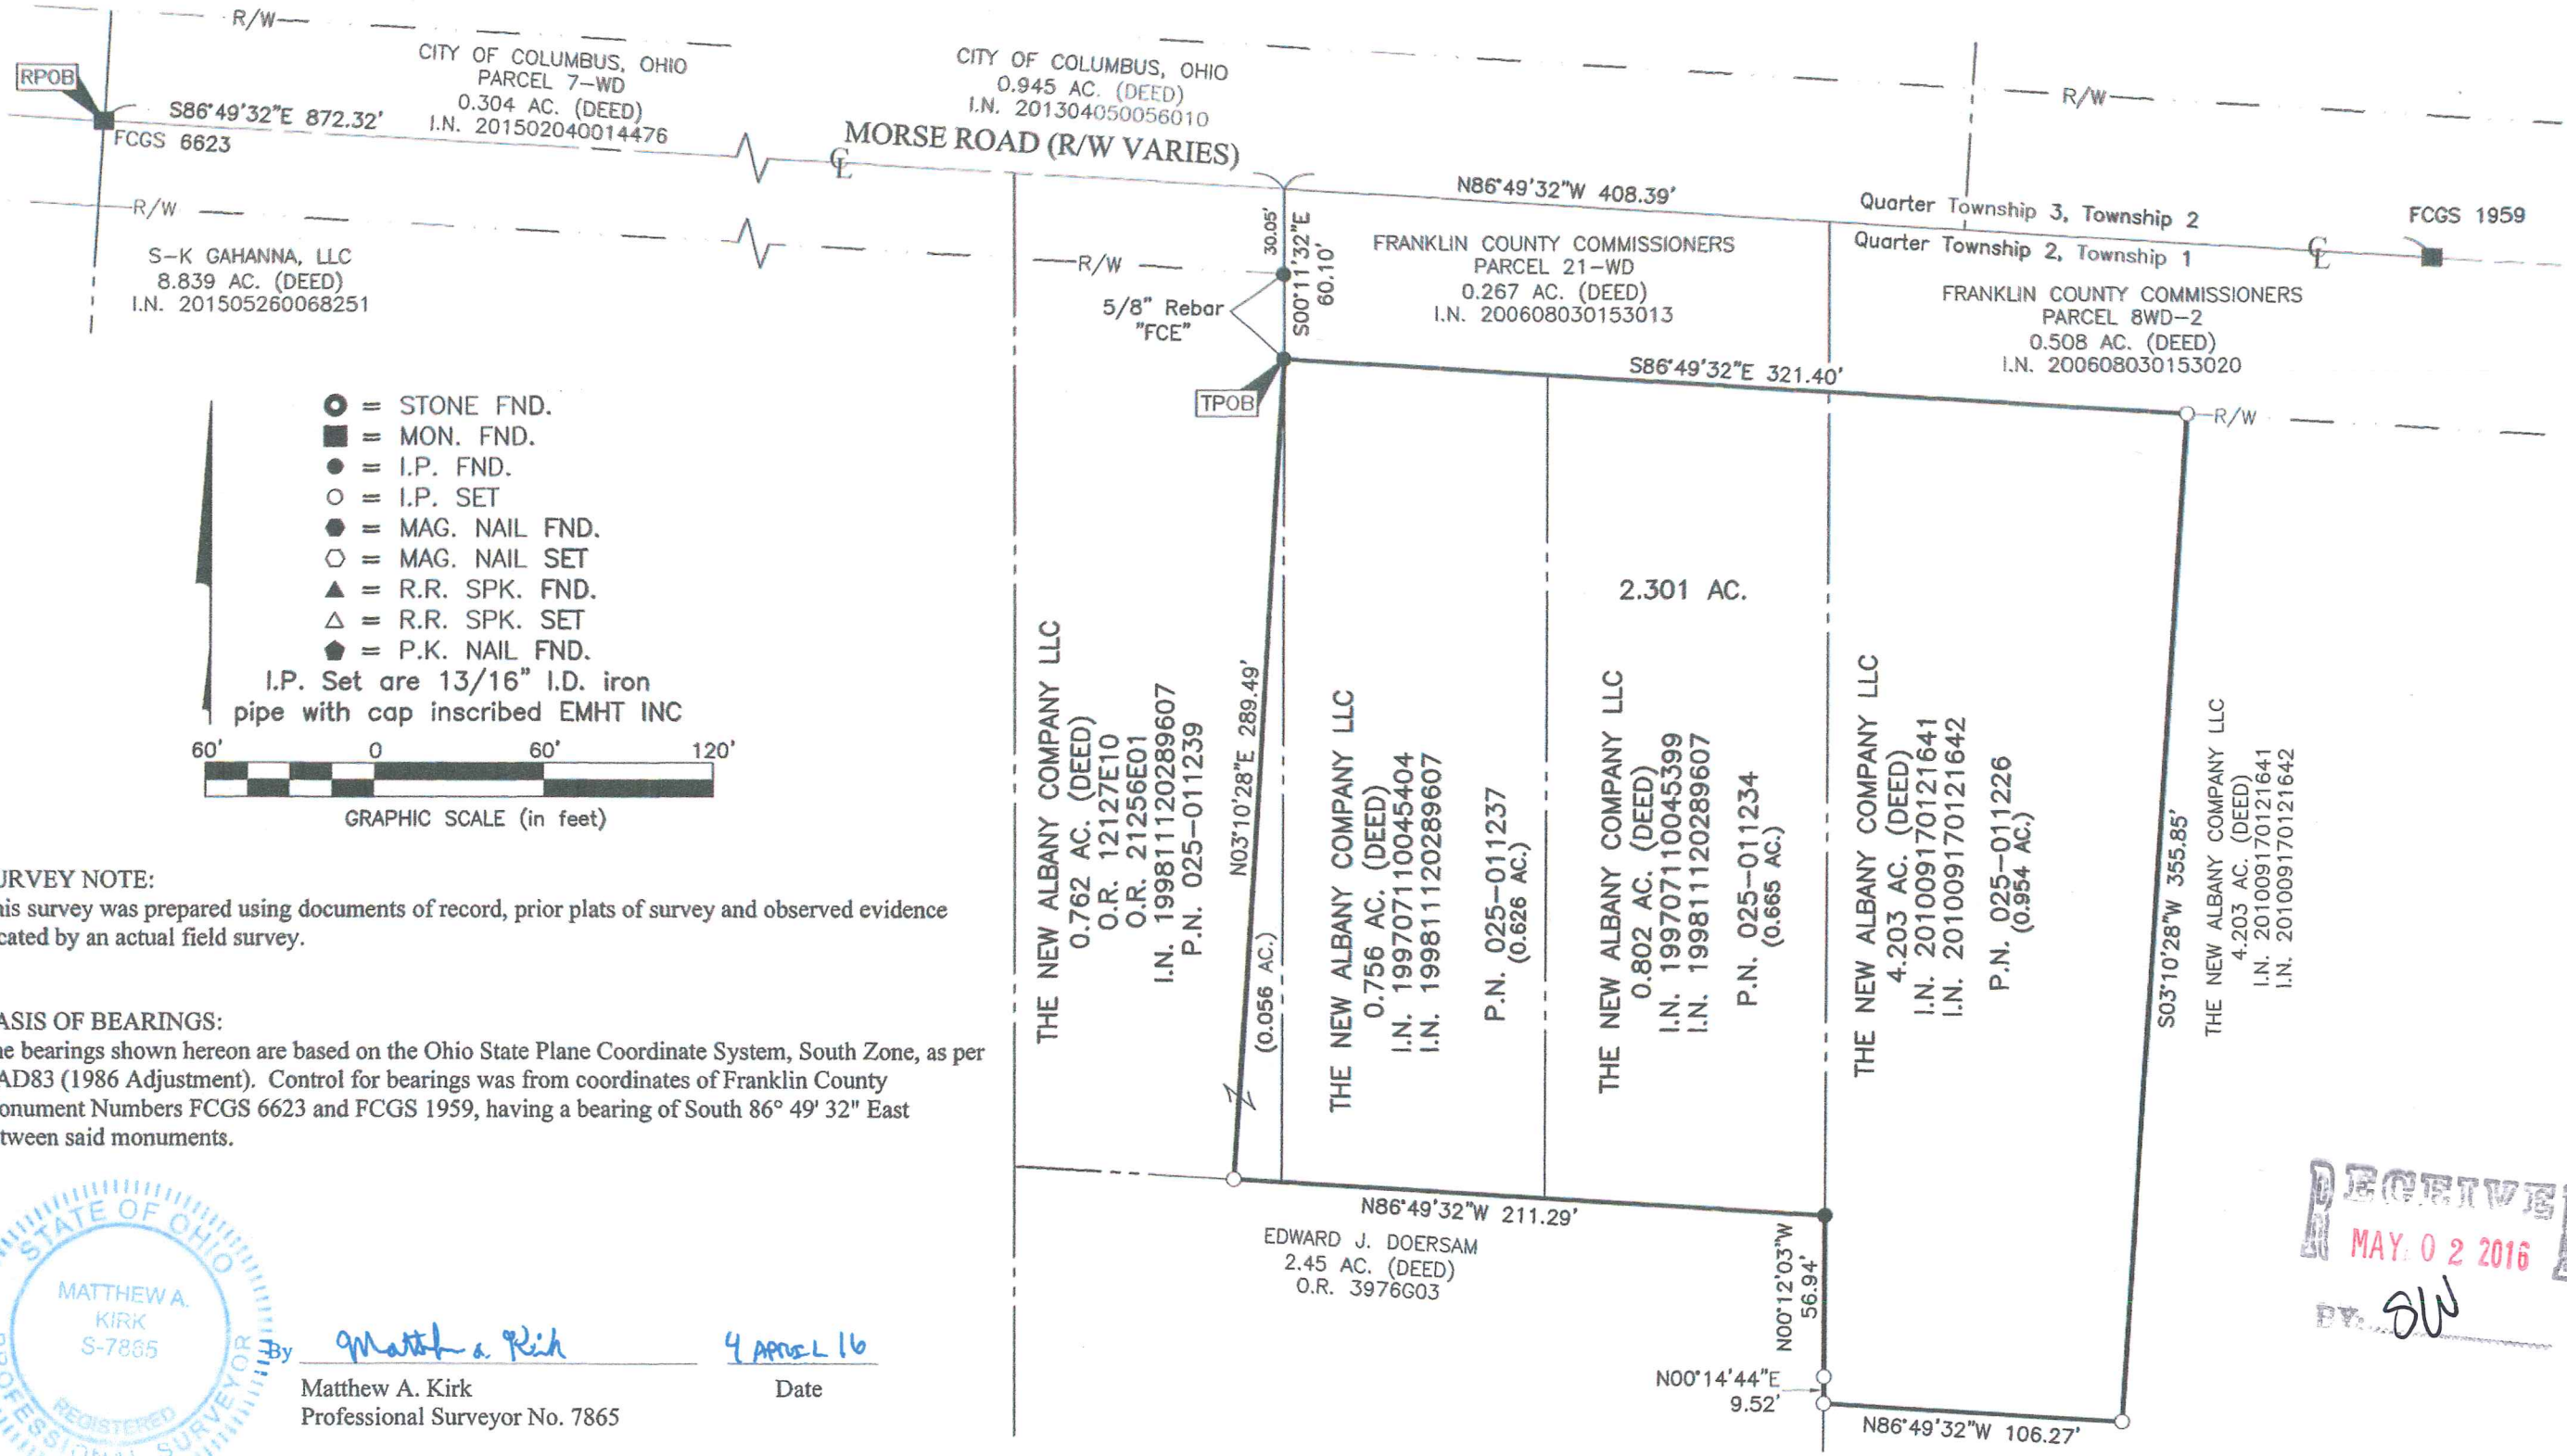 R/W
CITY OF COLUMBUS, OHIO
PARCEL 7-WD
0.304 AC. (DEED)
I.N. 201502040014476
CITY OF COLUMBUS, OHIO
0.945 AC. (DEED)
I.N. 201304050056010
R/W
RPOB
S86°49'32"E 872.32'
FCGS 6623
MORSE ROAD (R/W VARIES)
CL
N86°49'32"W 408.39'
Quarter Township 3, Township 2
Quarter Township 2, Township 1
CL
FCGS 1959
R/W
S-K GAHANNA, LLC
8.839 AC. (DEED)
I.N. 201505260068251
R/W
30.05'
S00°11'32"E
60.10'
5/8" Rebar
"FCE"
FRANKLIN COUNTY COMMISSIONERS
PARCEL 21-WD
0.267 AC. (DEED)
I.N. 200608030153013
FRANKLIN COUNTY COMMISSIONERS
PARCEL 8WD-2
0.508 AC. (DEED)
I.N. 200608030153020
TPOB
S86°49'32"E 321.40'
R/W
= STONE FND.
= MON. FND.
= I.P. FND.
= I.P. SET
= MAG. NAIL FND.
= MAG. NAIL SET
= R.R. SPK. FND.
= R.R. SPK. SET
= P.K. NAIL FND.
I.P. Set are 13/16" I.D. iron
pipe with cap inscribed EMHT INC
60' 0 60' 120'
GRAPHIC SCALE (in feet)
2.301 AC.
THE NEW ALBANY COMPANY LLC
0.762 AC. (DEED)
O.R. 12127E10
O.R. 21256E01
I.N. 199811120289607
P.N. 025-011239
N03°10'28"E 289.49'
(0.056 AC.)
THE NEW ALBANY COMPANY LLC
0.756 AC. (DEED)
I.N. 199707110045404
I.N. 199811120289607
P.N. 025-011237
(0.626 AC.)
THE NEW ALBANY COMPANY LLC
0.802 AC. (DEED)
I.N. 199707110045399
I.N. 199811120289607
P.N. 025-011234
(0.665 AC.)
THE NEW ALBANY COMPANY LLC
4.203 AC. (DEED)
I.N. 201009170121641
I.N. 201009170121642
P.N. 025-011226
(0.954 AC.)
S03°10'28"W 355.85'
THE NEW ALBANY COMPANY LLC
4.203 AC. (DEED)
I.N. 201009170121641
I.N. 201009170121642
URVEY NOTE:
his survey was prepared using documents of record, prior plats of survey and observed evidence
cated by an actual field survey.
ASIS OF BEARINGS:
he bearings shown hereon are based on the Ohio State Plane Coordinate System, South Zone, as per
AD83 (1986 Adjustment). Control for bearings was from coordinates of Franklin County
onument Numbers FCGS 6623 and FCGS 1959, having a bearing of South 86° 49' 32" East
tween said monuments.
N86°49'32"W 211.29'
EDWARD J. DOERSAM
2.45 AC. (DEED)
O.R. 3976G03
N00°12'03"W
56.94'
N00°14'44"E
9.52'
N86°49'32"W 106.27'
STATE OF OHIO
MATTHEW A.
KIRK
S-7865
REGISTERED
PROFESSIONAL SURVEYOR
By Matthew A. Kirk 4 APRIL 16
Matthew A. Kirk Date
Professional Surveyor No. 7865
RECEIVE
MAY 02 2016
BY: SW